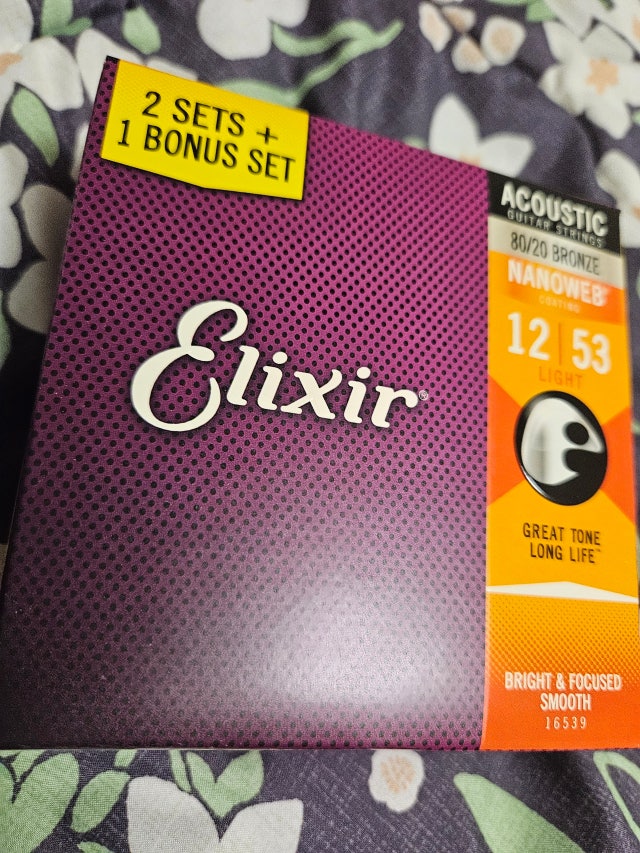 2 SETS +
1 BONUS SET
Elixir®
ACOUSTIC
GUITAR STRINGS
80/20 BRONZE
NANOWEB®
COATING
12 | 53
LIGHT
GREAT TONE
LONG LIFE™
BRIGHT & FOCUSED
SMOOTH
16539